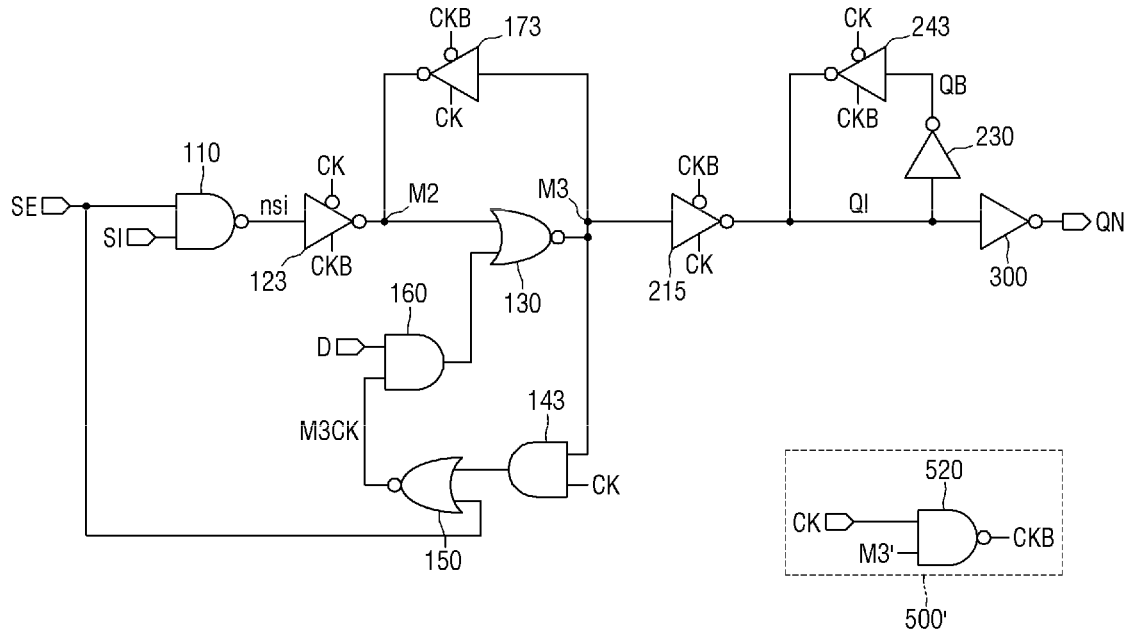 CKB
173
CK
CK
243
CKB
QB
230
110
SE
SI
nsi
CK
123
CKB
M2
130
M3
CKB
215
CK
QI
300
QN
160
D
M3CK
143
CK
150
520
CK
M3'
CKB
500'